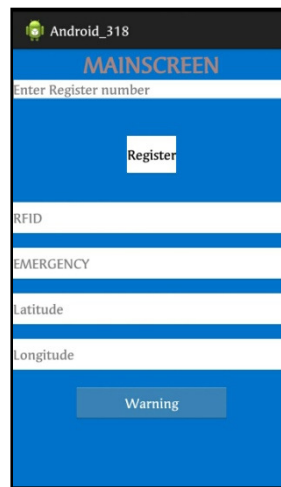 Android_318
MAINSCREEN
Enter Register number
Register
RFID
EMERGENCY
Latitude
Longitude
Warning